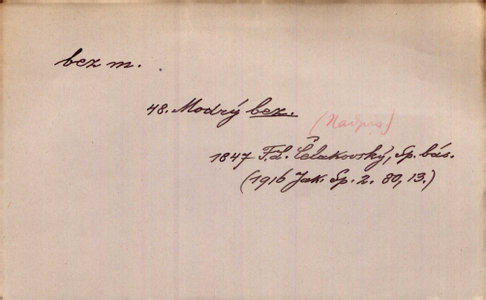 bez m.
48. Modrý bez.
(Nadpis)
1847 F. L. Čelakovský, Sp. bás.
(1916 Jak. Sp. 2. 80, 13.)